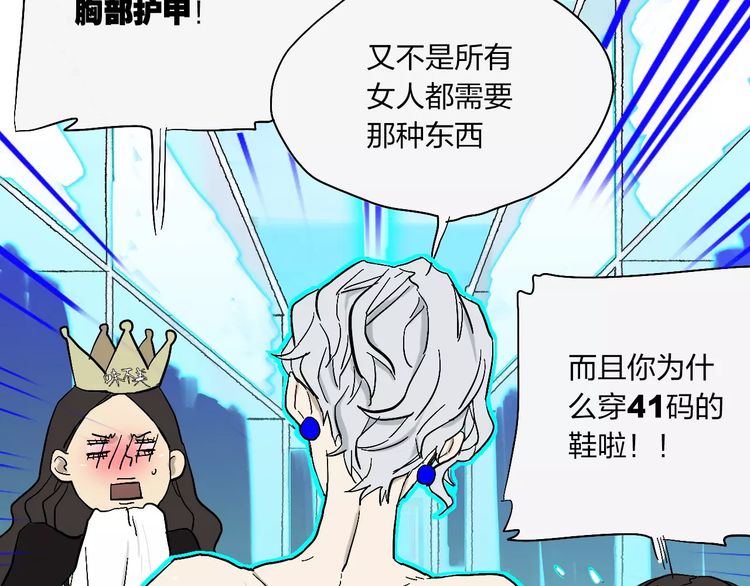 胸部护甲！
又不是所有
女人都需要
那种东西
而且你为什
么穿41码的
鞋啦！！